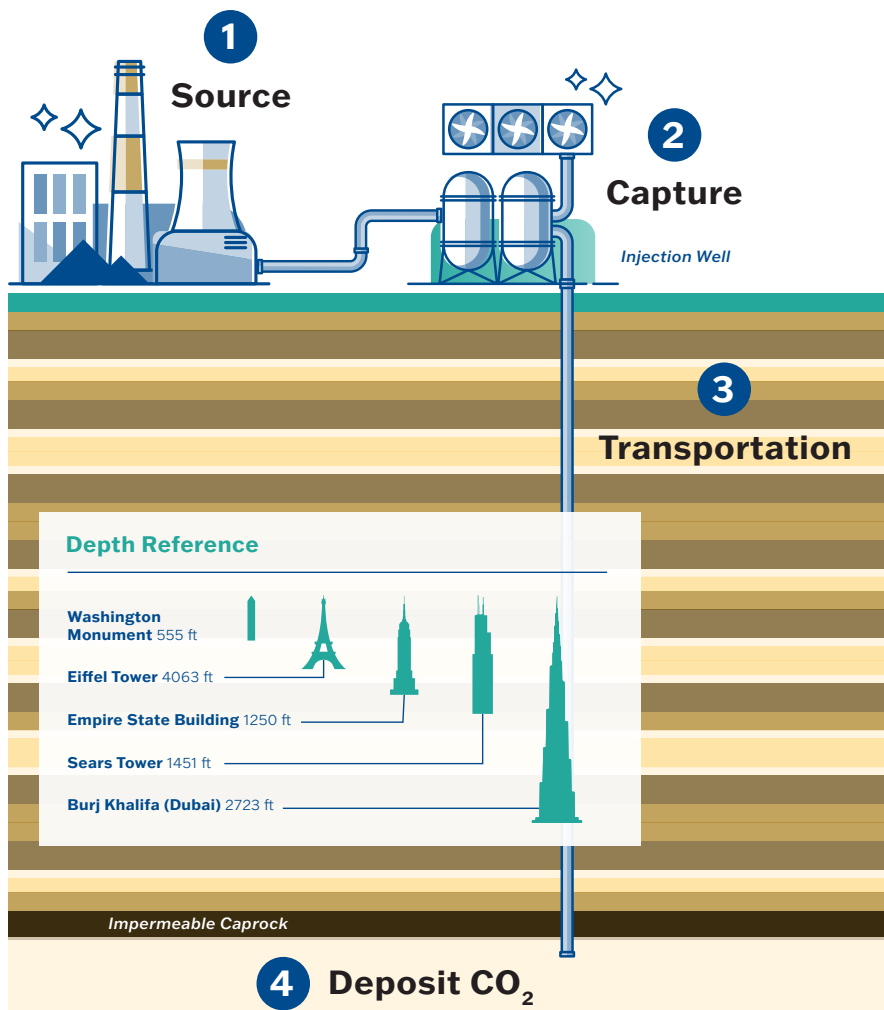 1
Source
2
Capture
Injection Well
3
Transportation
Depth Reference
Washington
Monument 555 ft
Eiffel Tower 4063 ft
Empire State Building 1250 ft
Sears Tower 1451 ft
Burj Khalifa (Dubai) 2723 ft
Impermeable Caprock
4 Deposit CO₂